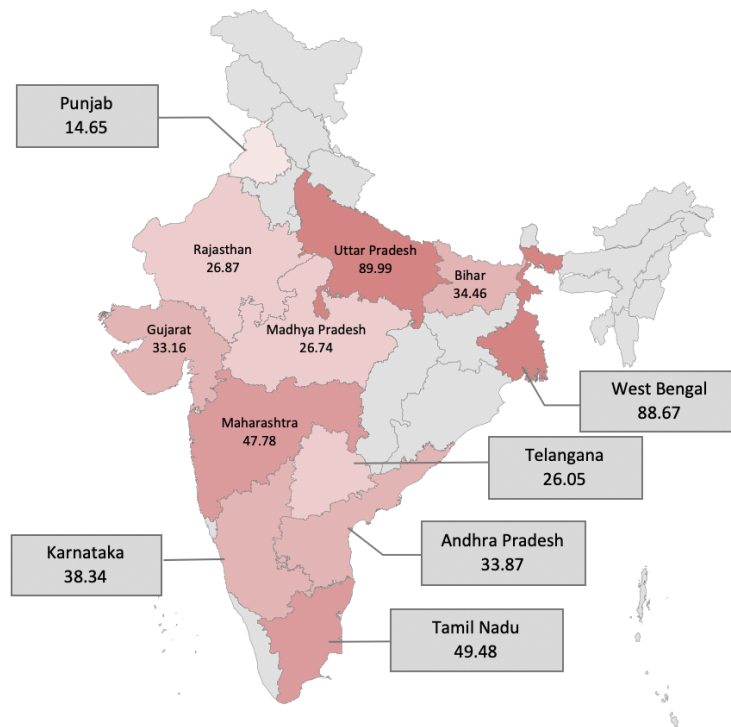 Punjab
14.65
Rajasthan
26.87
Uttar Pradesh
89.99
Bihar
34.46
Gujarat
33.16
Madhya Pradesh
26.74
West Bengal
88.67
Maharashtra
47.78
Telangana
26.05
Andhra Pradesh
33.87
Karnataka
38.34
Tamil Nadu
49.48